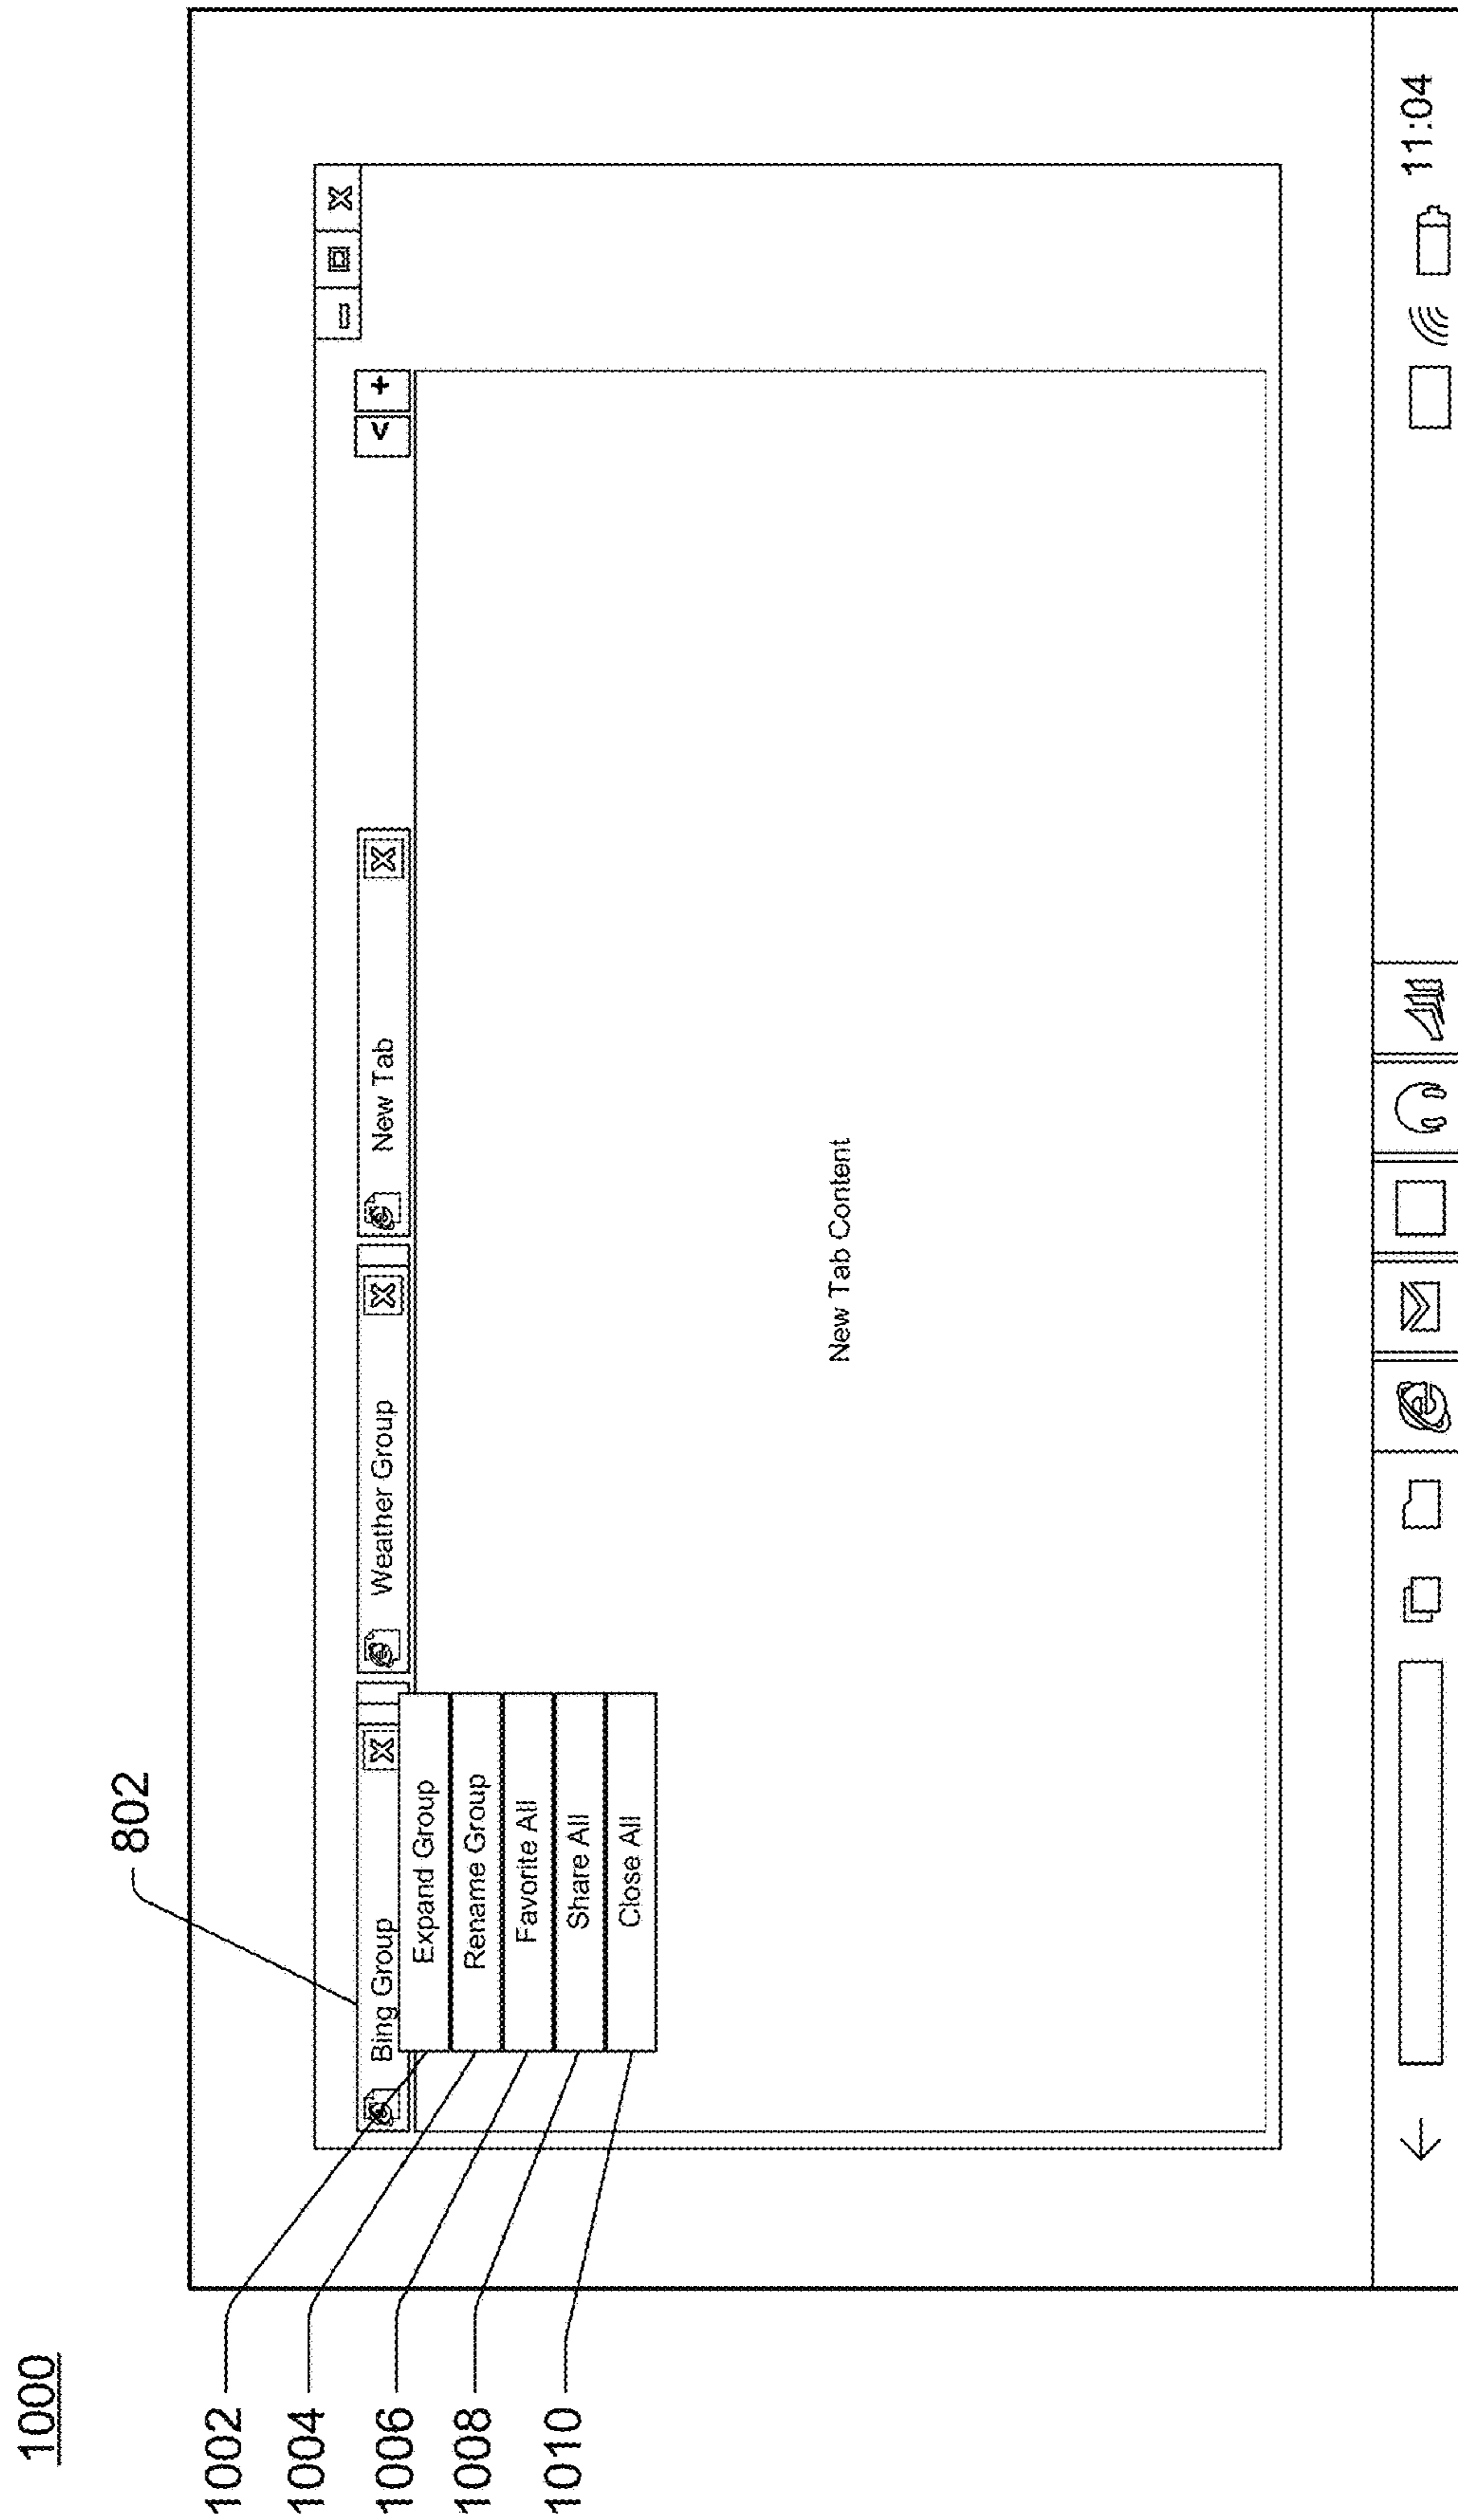 1000
802
Bing Group
Weather Group
New Tab
1002
Expand Group
1004
Rename Group
1006
Favorite All
1008
Share All
1010
Close All
New Tab Content
11:04